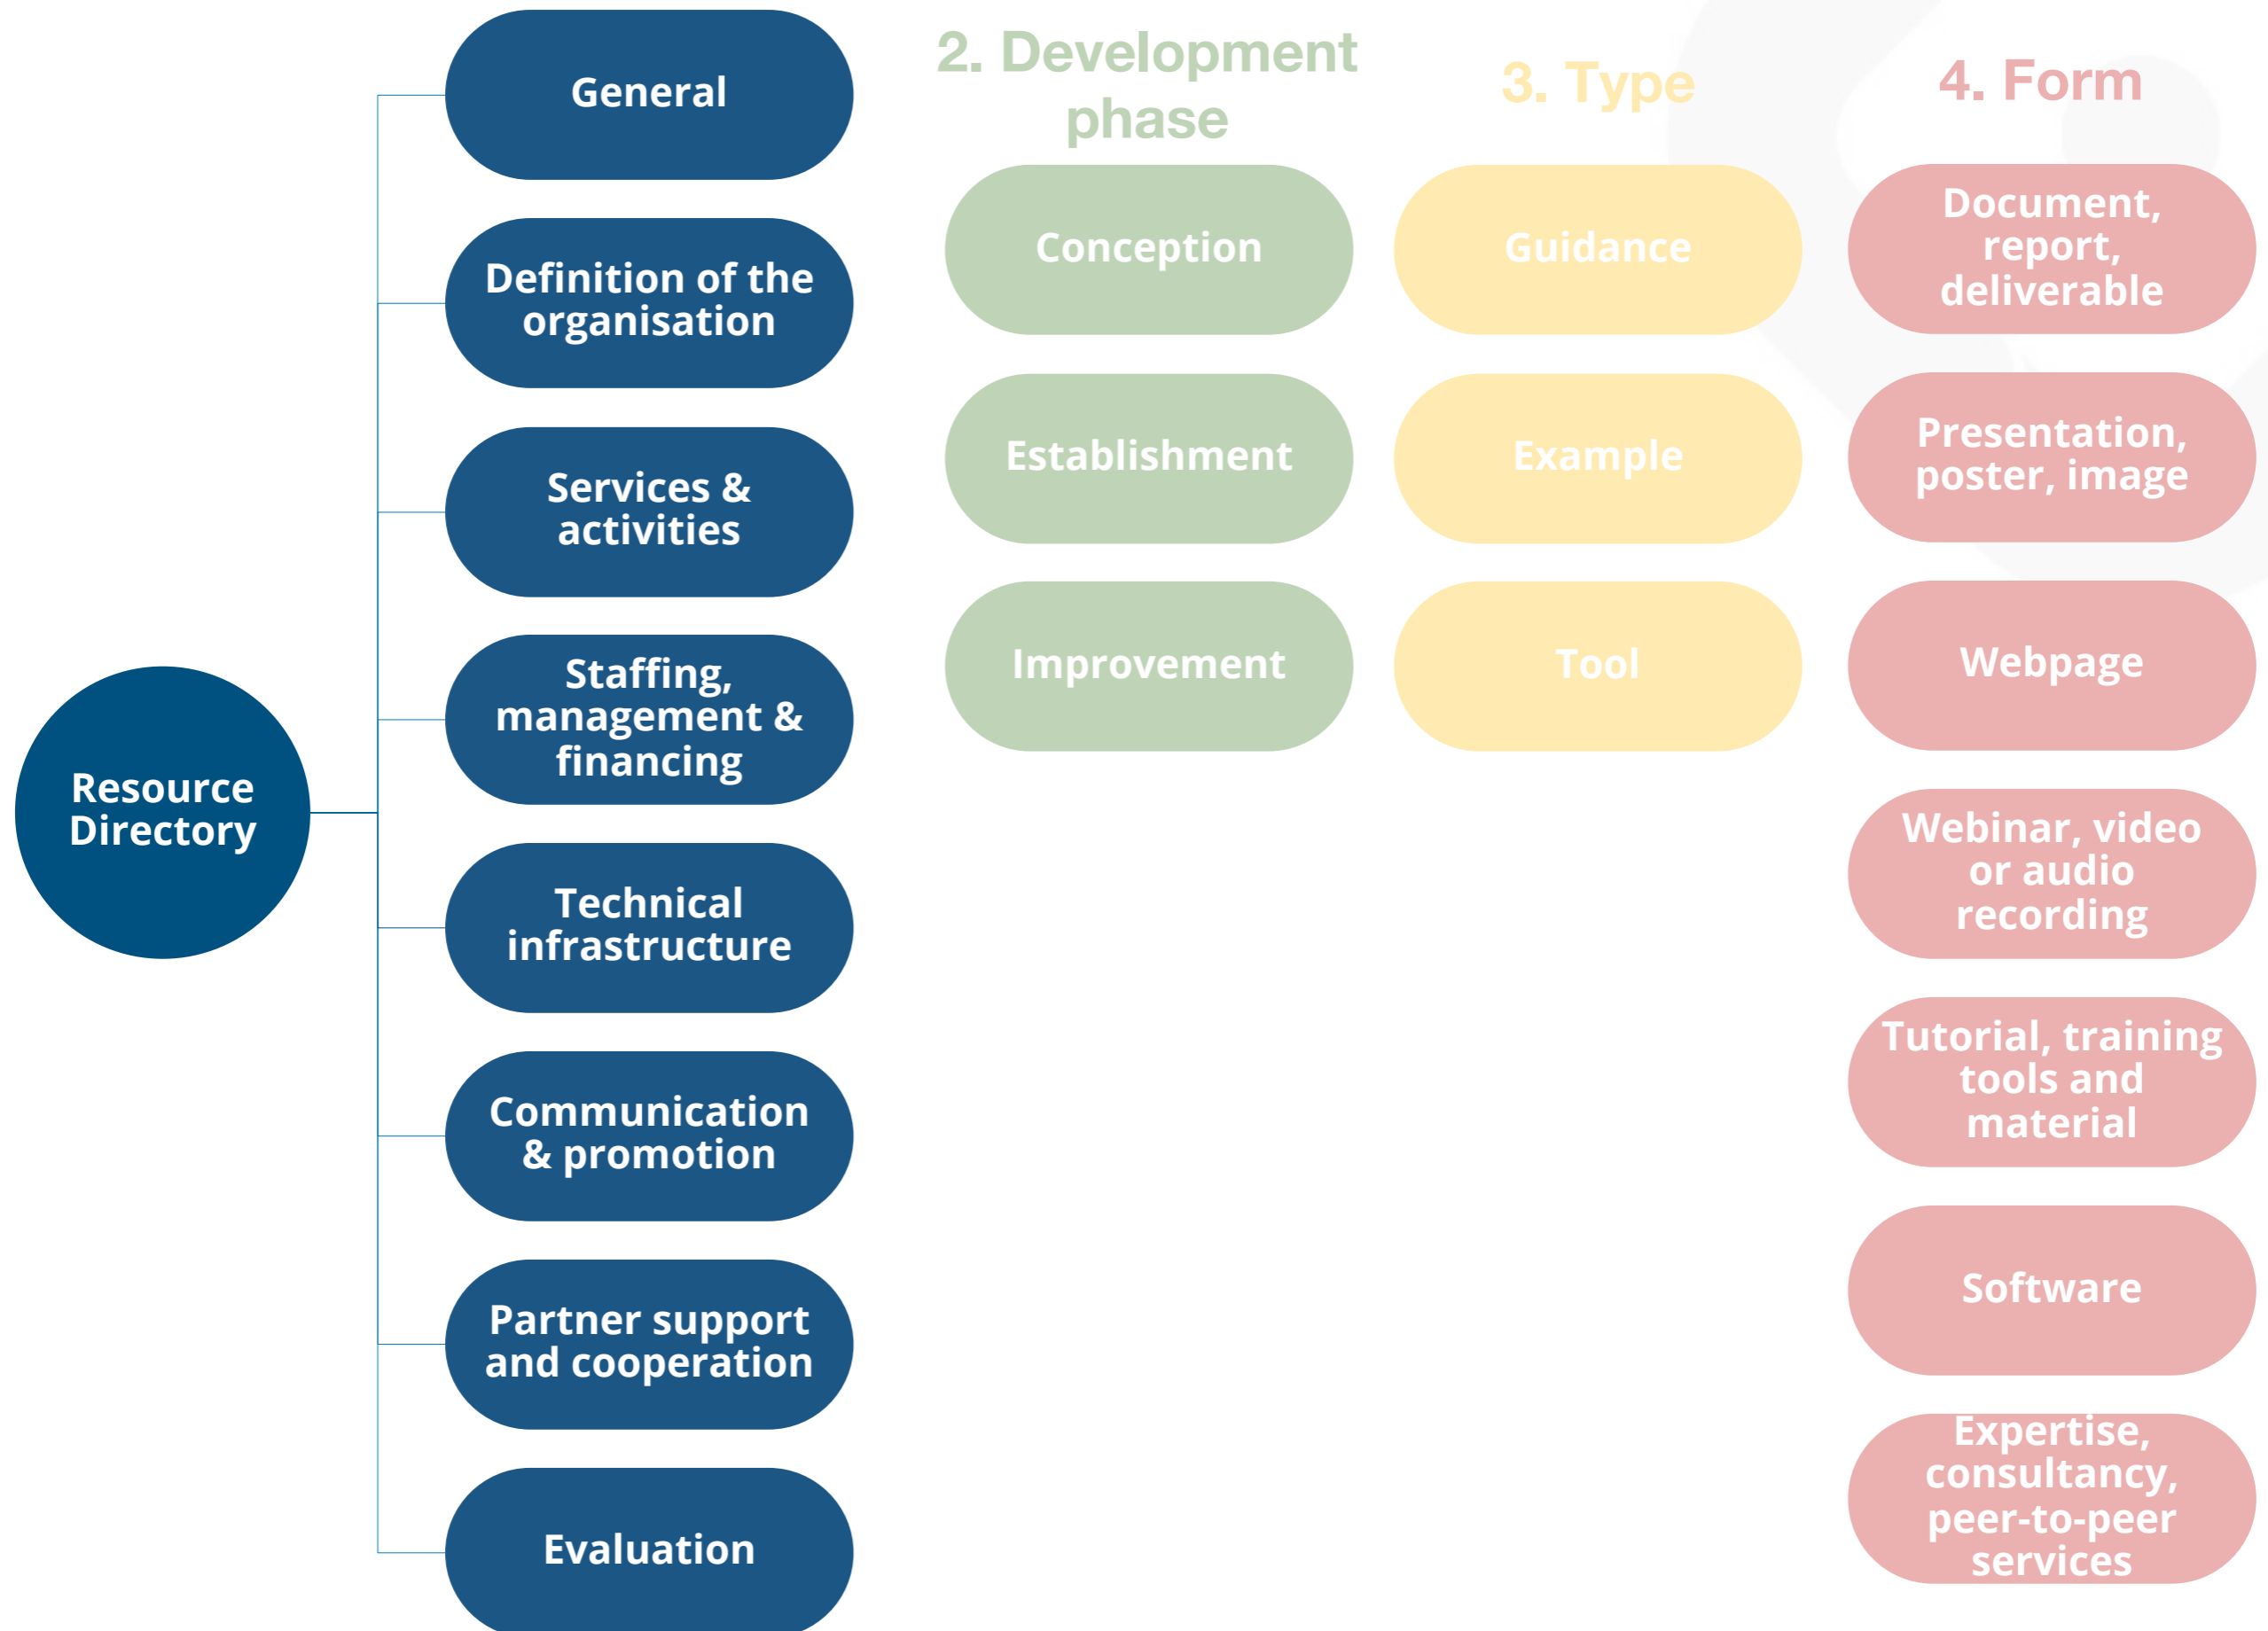 Resource
Directory
General
Definition of the
organisation
Services &
activities
Staffing,
management &
financing
Technical
infrastructure
Communication
& promotion
Partner support
and cooperation
Evaluation
2. Development
phase
Conception
Establishment
Improvement
3. Type
Guidance
Example
Tool
4. Form
Document,
report,
deliverable
Presentation,
poster, image
Webpage
Webinar, video
or audio
recording
Tutorial, training
tools and
material
Software
Expertise,
consultancy,
peer-to-peer
services